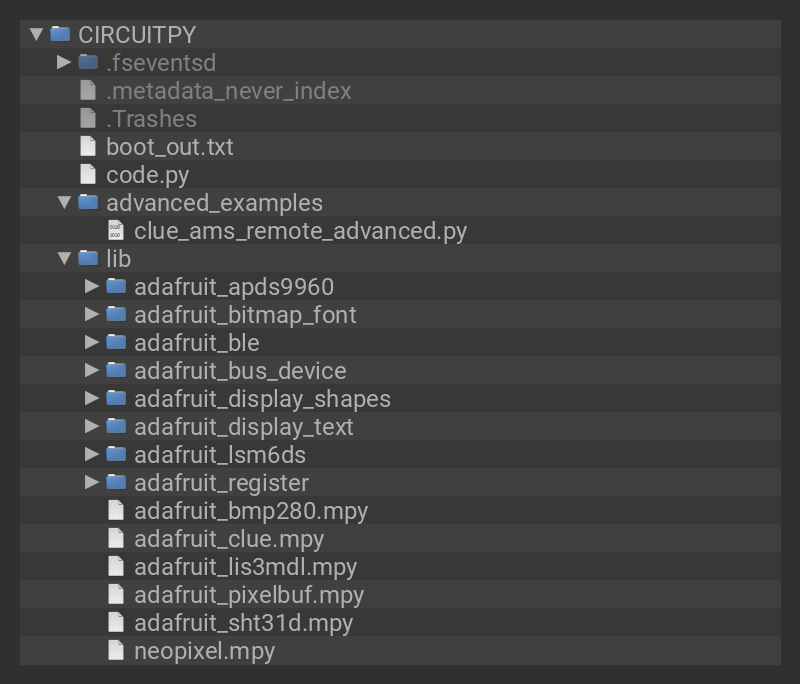 CIRCUITPY
.fseventsd
.metadata_never_index
.Trashes
boot_out.txt
code.py
advanced_examples
clue_ams_remote_advanced.py
lib
adafruit_apds9960
adafruit_bitmap_font
adafruit_ble
adafruit_bus_device
adafruit_display_shapes
adafruit_display_text
adafruit_lsm6ds
adafruit_register
adafruit_bmp280.mpy
adafruit_clue.mpy
adafruit_lis3mdl.mpy
adafruit_pixelbuf.mpy
adafruit_sht31d.mpy
neopixel.mpy